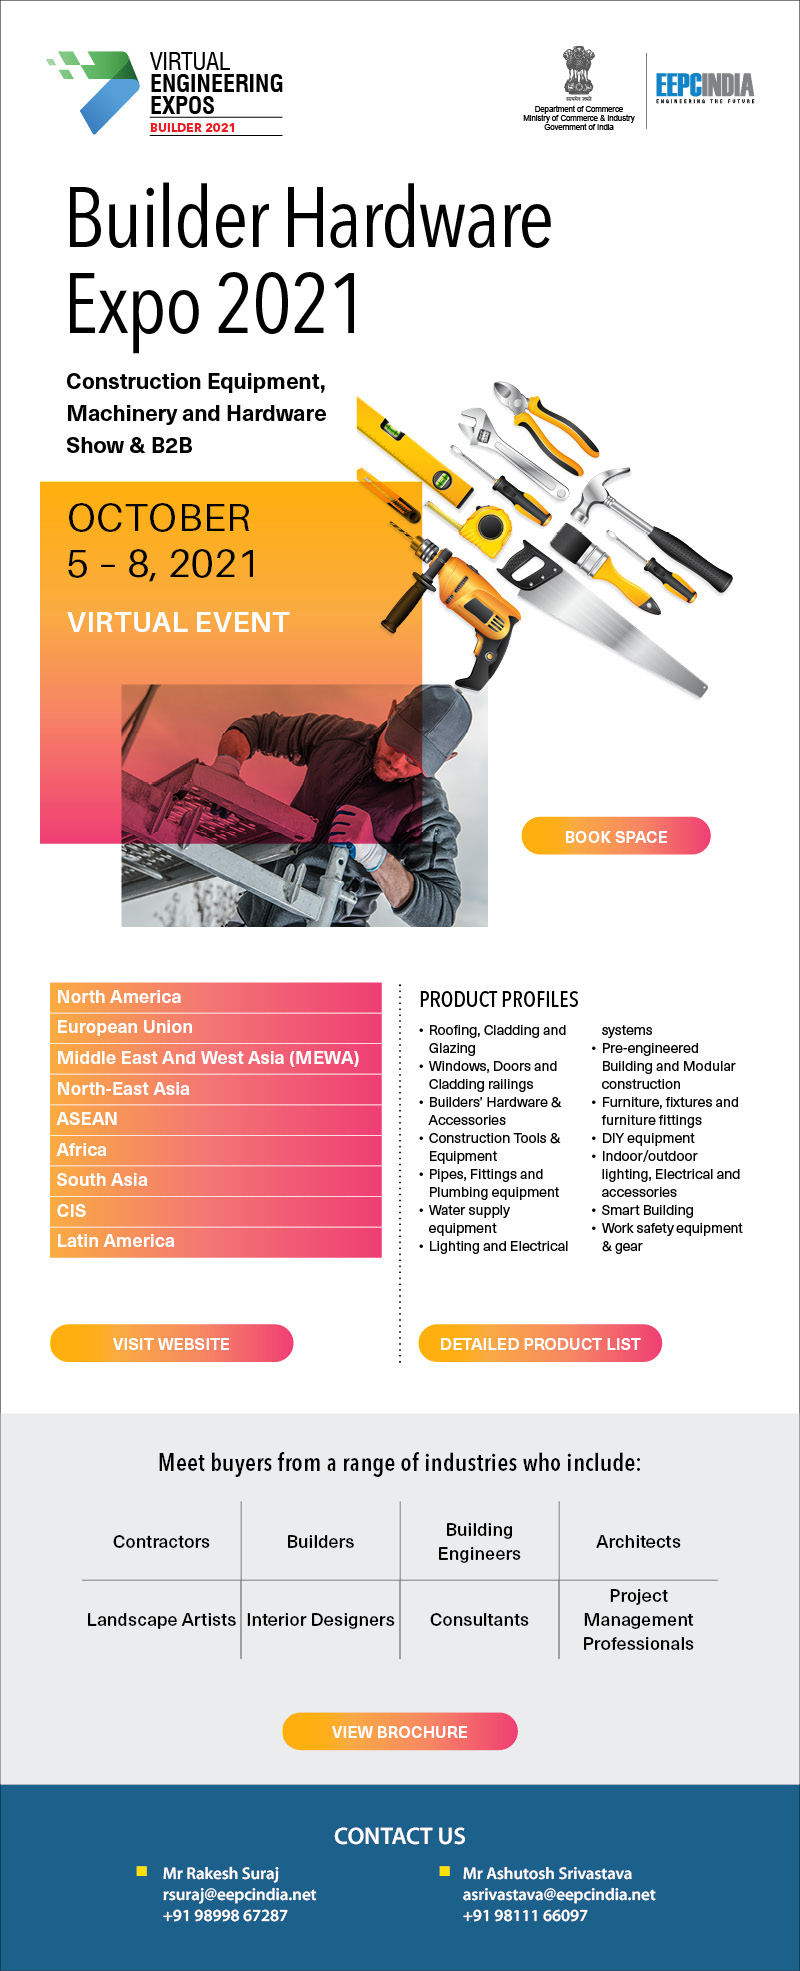 VIRTUAL
ENGINEERING
EXPOS
BUILDER 2021
सत्यमेव जयते
Department of Commerce
Ministry of Commerce & Industry
Government of India
EEPCINDIA
ENGINEERING THE FUTURE
Builder Hardware
Expo 2021
Construction Equipment,
Machinery and Hardware
Show & B2B
OCTOBER
5 – 8, 2021
VIRTUAL EVENT
BOOK SPACE
North America
European Union
Middle East And West Asia (MEWA)
North-East Asia
ASEAN
Africa
South Asia
CIS
Latin America
VISIT WEBSITE
PRODUCT PROFILES
• Roofing, Cladding and
Glazing
• Windows, Doors and
Cladding railings
• Builders' Hardware &
Accessories
• Construction Tools &
Equipment
• Pipes, Fittings and
Plumbing equipment
• Water supply
equipment
• Lighting and Electrical
systems
• Pre-engineered
Building and Modular
construction
• Furniture, fixtures and
furniture fittings
• DIY equipment
• Indoor/outdoor
lighting, Electrical and
accessories
• Smart Building
• Work safety equipment
& gear
DETAILED PRODUCT LIST
Meet buyers from a range of industries who include:
Contractors
Builders
Building
Engineers
Architects
Landscape Artists
Interior Designers
Consultants
Project
Management
Professionals
VIEW BROCHURE
CONTACT US
Mr Rakesh Suraj
rsuraj@eepcindia.net
+91 98998 67287
Mr Ashutosh Srivastava
asrivastava@eepcindia.net
+91 98111 66097